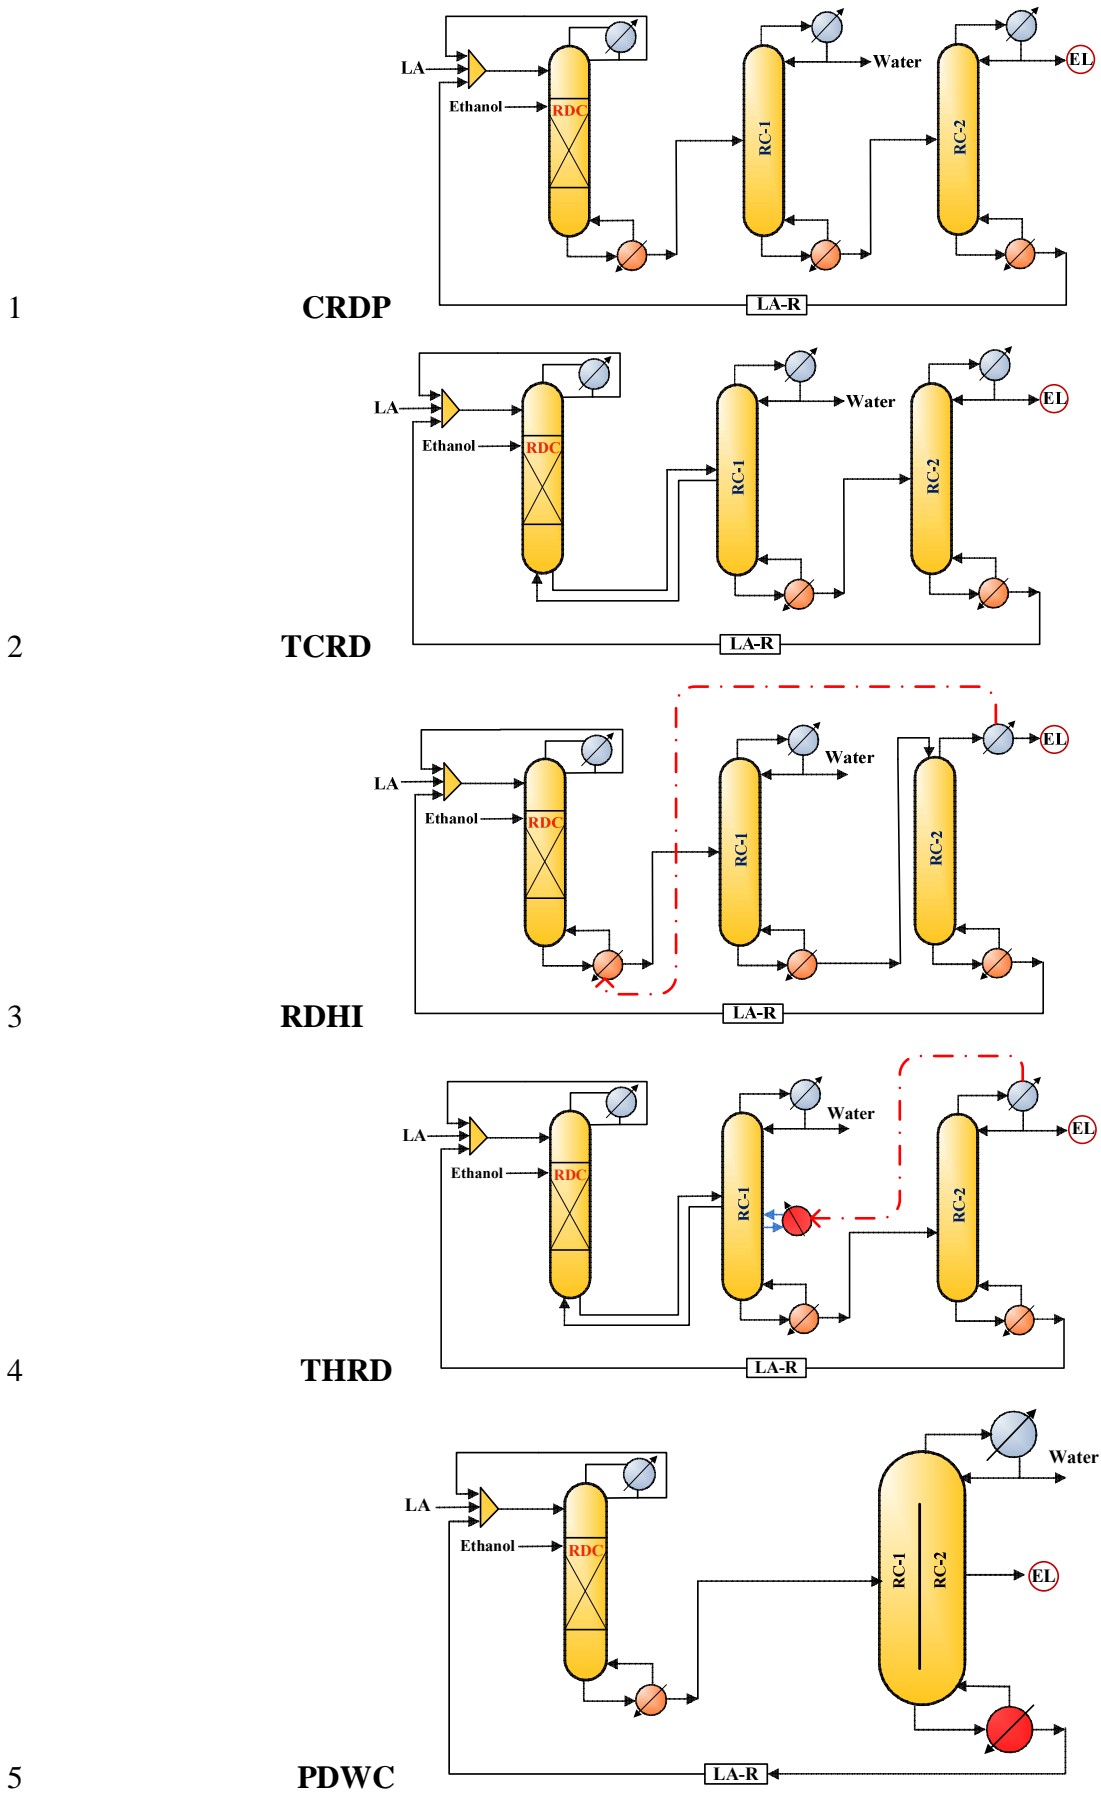 LA
Ethanol
RDC
RC-1
Water
RC-2
EL
LA-R
1 CRDP
LA
Ethanol
RDC
RC-1
Water
RC-2
EL
LA-R
2 TCRD
LA
Ethanol
RDC
RC-1
Water
RC-2
EL
LA-R
3 RDHI
LA
Ethanol
RDC
RC-1
Water
RC-2
EL
LA-R
4 THRD
LA
Ethanol
RDC
RC-1
RC-2
Water
EL
LA-R
5 PDWC